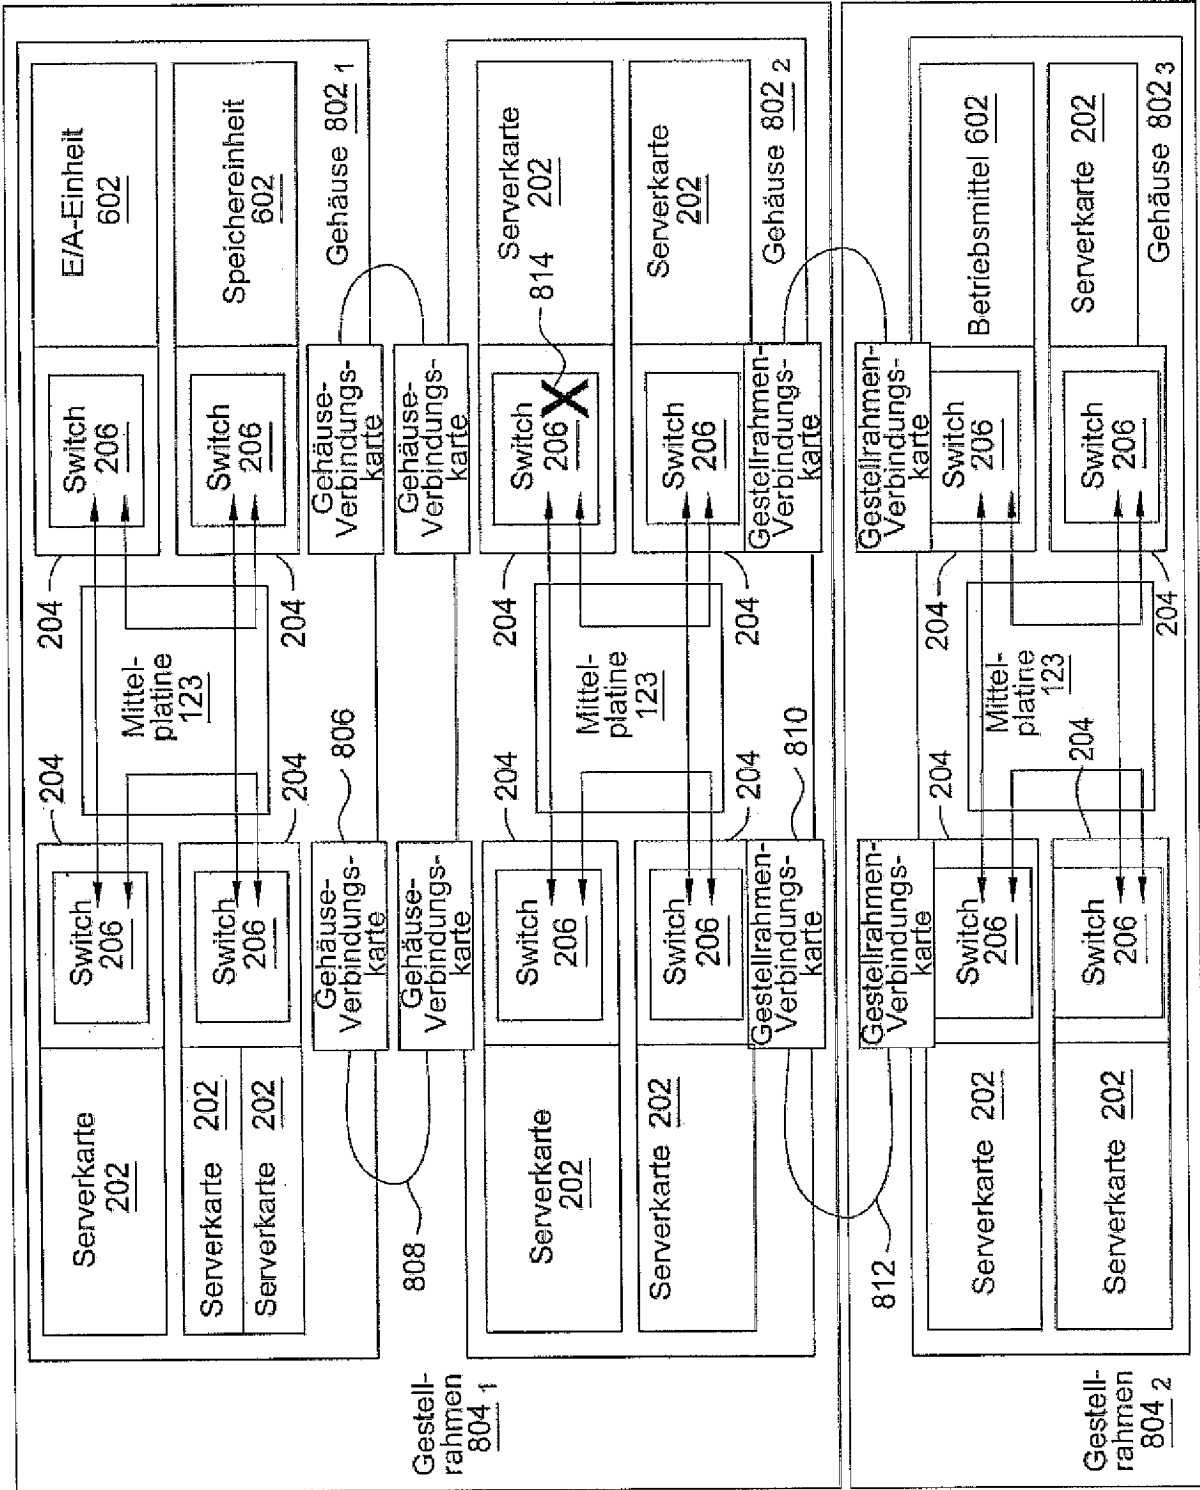 Serverkarte
202
Switch
206
204
Mittel-
platine
123
Switch
206
204
E/A-Einheit
602
Serverkarte 202
Serverkarte 202
Switch
206
204
Switch
206
204
Speichereinheit
602
Gehäuse-
Verbindungs-
karte
806
Gehäuse-
Verbindungs-
karte
Gehäuse 802 1
808
Gehäuse-
Verbindungs-
karte
Gehäuse-
Verbindungs-
karte
Gestell-
rahmen
804 1
Serverkarte
202
Switch
206
204
Mittel-
platine
123
Switch
206
204
814
Serverkarte
202
Serverkarte 202
Switch
206
204
Switch
206
204
Serverkarte
202
Gestellrahmen-
Verbindungs-
karte
810
Gestellrahmen-
Verbindungs-
karte
Gehäuse 802 2
812
Gestellrahmen-
Verbindungs-
karte
Gestellrahmen-
Verbindungs-
karte
Serverkarte 202
Switch
206
204
Mittel-
platine 123
Switch
206
204
Betriebsmittel 602
Serverkarte 202
Switch
206
204
Switch
206
204
Serverkarte 202
Gehäuse 802 3
Gestell-
rahmen
804 2